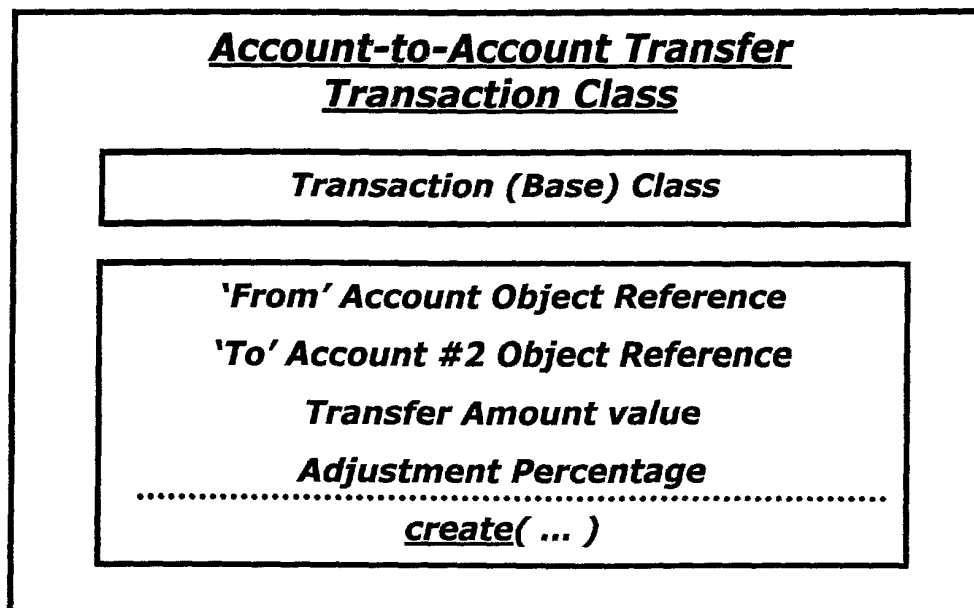 Account-to-Account Transfer
Transaction Class
Transaction (Base) Class
‘From’ Account Object Reference
‘To’ Account #2 Object Reference
Transfer Amount value
Adjustment Percentage
create( ... )